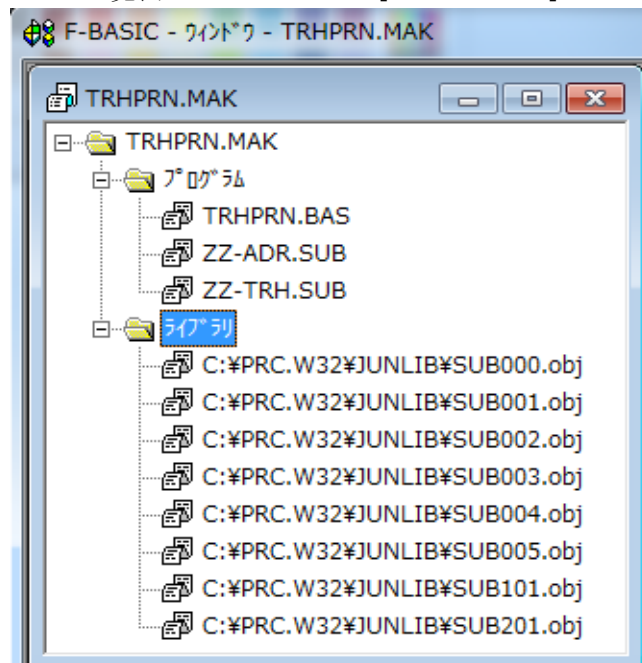 F-BASIC - ｳｨﾝﾄﾞｳ - TRHPRN.MAK
TRHPRN.MAK
TRHPRN.MAK
ﾌﾟﾛｸﾞﾗﾑ
TRHPRN.BAS
ZZ-ADR.SUB
ZZ-TRH.SUB
ﾗｲﾌﾞﾗﾘ
C:¥PRC.W32¥JUNLIB¥SUB000.obj
C:¥PRC.W32¥JUNLIB¥SUB001.obj
C:¥PRC.W32¥JUNLIB¥SUB002.obj
C:¥PRC.W32¥JUNLIB¥SUB003.obj
C:¥PRC.W32¥JUNLIB¥SUB004.obj
C:¥PRC.W32¥JUNLIB¥SUB005.obj
C:¥PRC.W32¥JUNLIB¥SUB101.obj
C:¥PRC.W32¥JUNLIB¥SUB201.obj